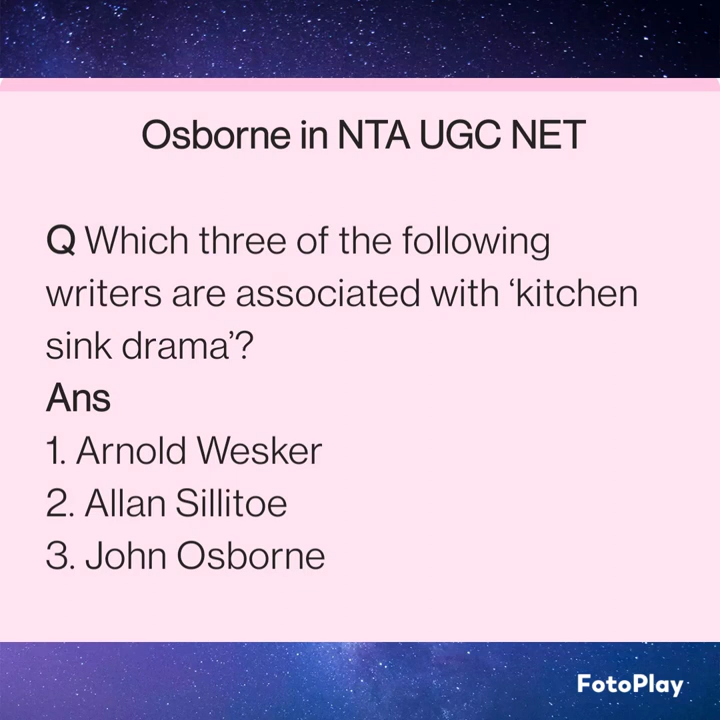 Osborne in NTA UGC NET
Q Which three of the following
writers are associated with ‘kitchen
sink drama’?
Ans
1. Arnold Wesker
2. Allan Sillitoe
3. John Osborne
FotoPlay